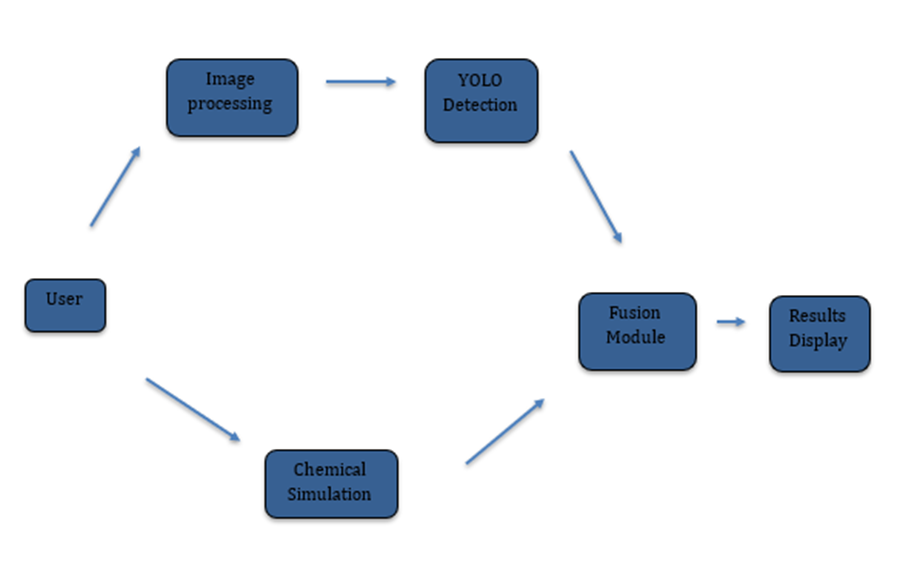 Image
processing
YOLO
Detection
User
Fusion
Module
Results
Display
Chemical
Simulation